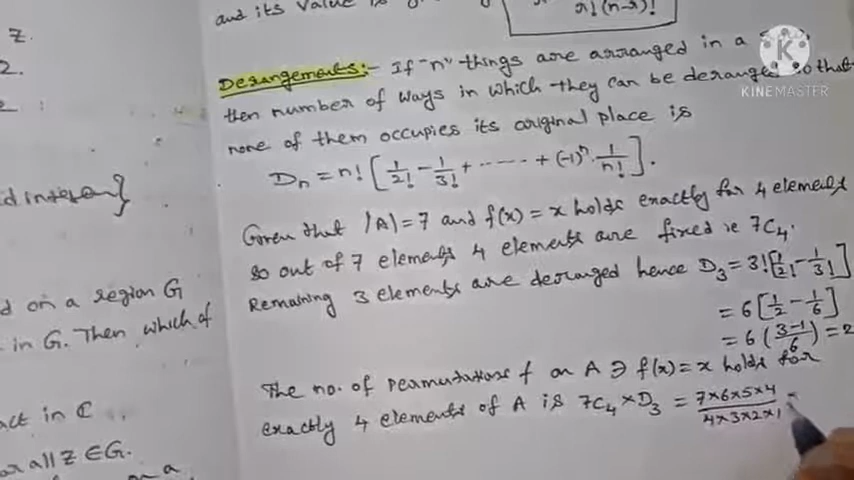 z.
2.
and its value is
r!(n-r)!
KINEMASTER
Derangements:- If "n" things are arranged in a
then number of ways in which they can be deranged so that
none of them occupies its original place is
Dn = n! [1/2! - 1/3! + ...... + (-1)^n . 1/n!].
Given that |A| = 7 and f(x) = x holds exactly for 4 elements
so out of 7 elements 4 elements are fixed ie 7C4.
Remaining 3 elements are deranged hence D3 = 3! [1/2! - 1/3!]
= 6 [1/2 - 1/6]
= 6 (3-1/6) = 2
d on a region G
in G. Then which of
The no. of permutations f on A ∋ f(x) = x holds for
exactly 4 elements of A is 7C4 × D3 = 7×6×5×4/4×3×2×1
act in ℂ
for all z ∈ G.
on a